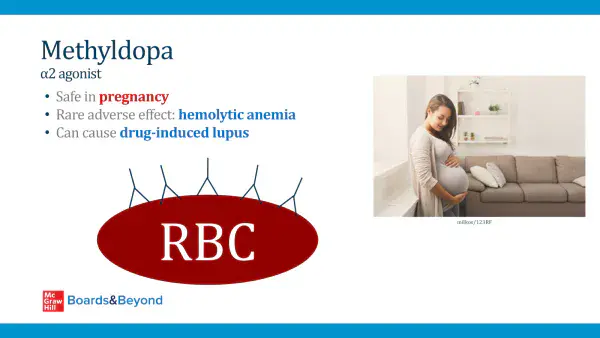 Methyldopa
α2 agonist
• Safe in pregnancy
• Rare adverse effect: hemolytic anemia
• Can cause drug-induced lupus
RBC
milkos/123RF
Mc
Graw
Hill
Boards&Beyond